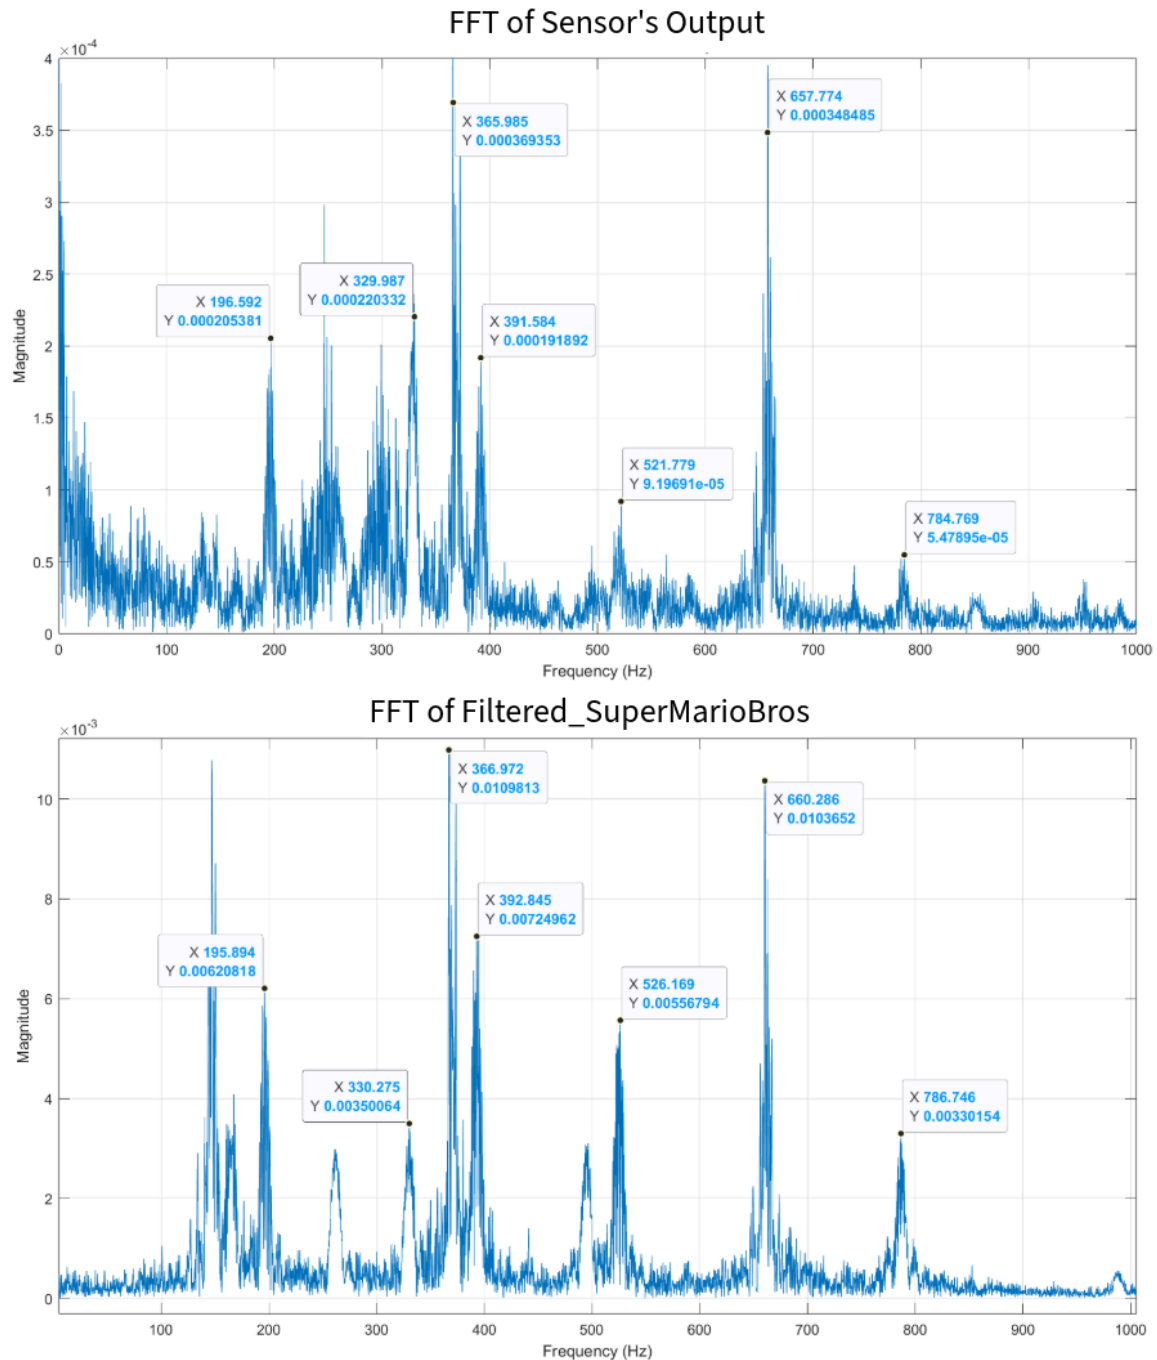 FFT of Sensor's Output
×10⁻⁴
4
3.5
3
2.5
2
1.5
1
0.5
0
Magnitude
X 365.985
Y 0.000369353
X 657.774
Y 0.000348485
X 329.987
Y 0.000220332
X 196.592
Y 0.000205381
X 391.584
Y 0.000191892
X 521.779
Y 9.19691e-05
X 784.769
Y 5.47895e-05
0 100 200 300 400 500 600 700 800 900 1000
Frequency (Hz)
FFT of Filtered_SuperMarioBros
×10⁻³
10
8
6
4
2
0
Magnitude
X 366.972
Y 0.0109813
X 660.286
Y 0.0103652
X 392.845
Y 0.00724962
X 195.894
Y 0.00620818
X 526.169
Y 0.00556794
X 330.275
Y 0.00350064
X 786.746
Y 0.00330154
100 200 300 400 500 600 700 800 900 1000
Frequency (Hz)